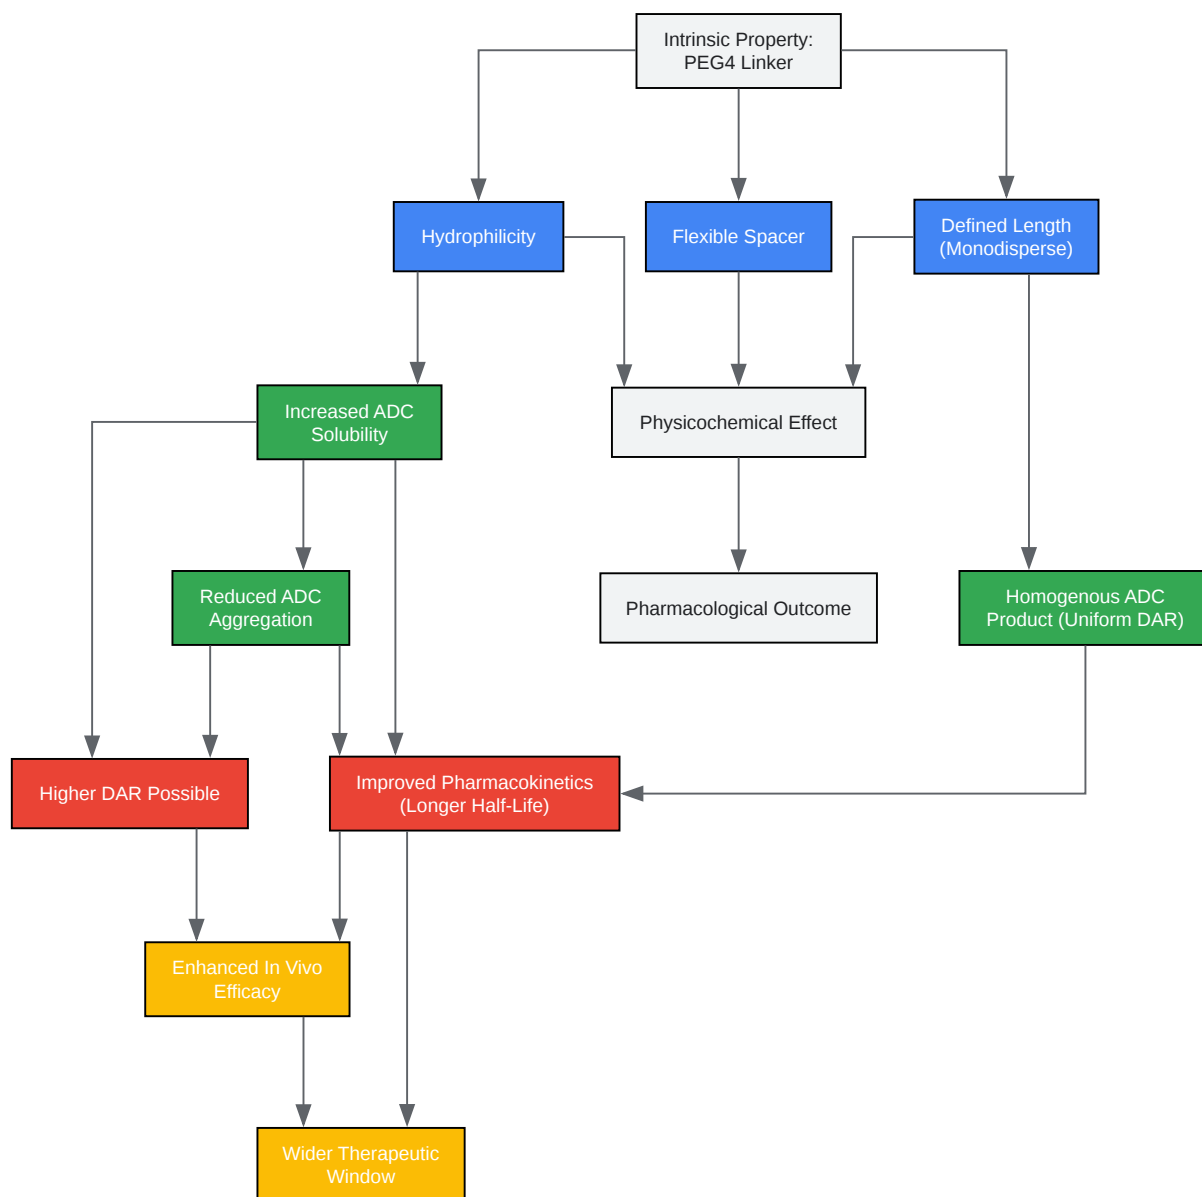 Intrinsic Property:
PEG4 Linker
Hydrophilicity
Flexible Spacer
Defined Length
(Monodisperse)
Increased ADC
Solubility
Physicochemical Effect
Reduced ADC
Aggregation
Pharmacological Outcome
Homogenous ADC
Product (Uniform DAR)
Higher DAR Possible
Improved Pharmacokinetics
(Longer Half-Life)
Enhanced In Vivo
Efficacy
Wider Therapeutic
Window